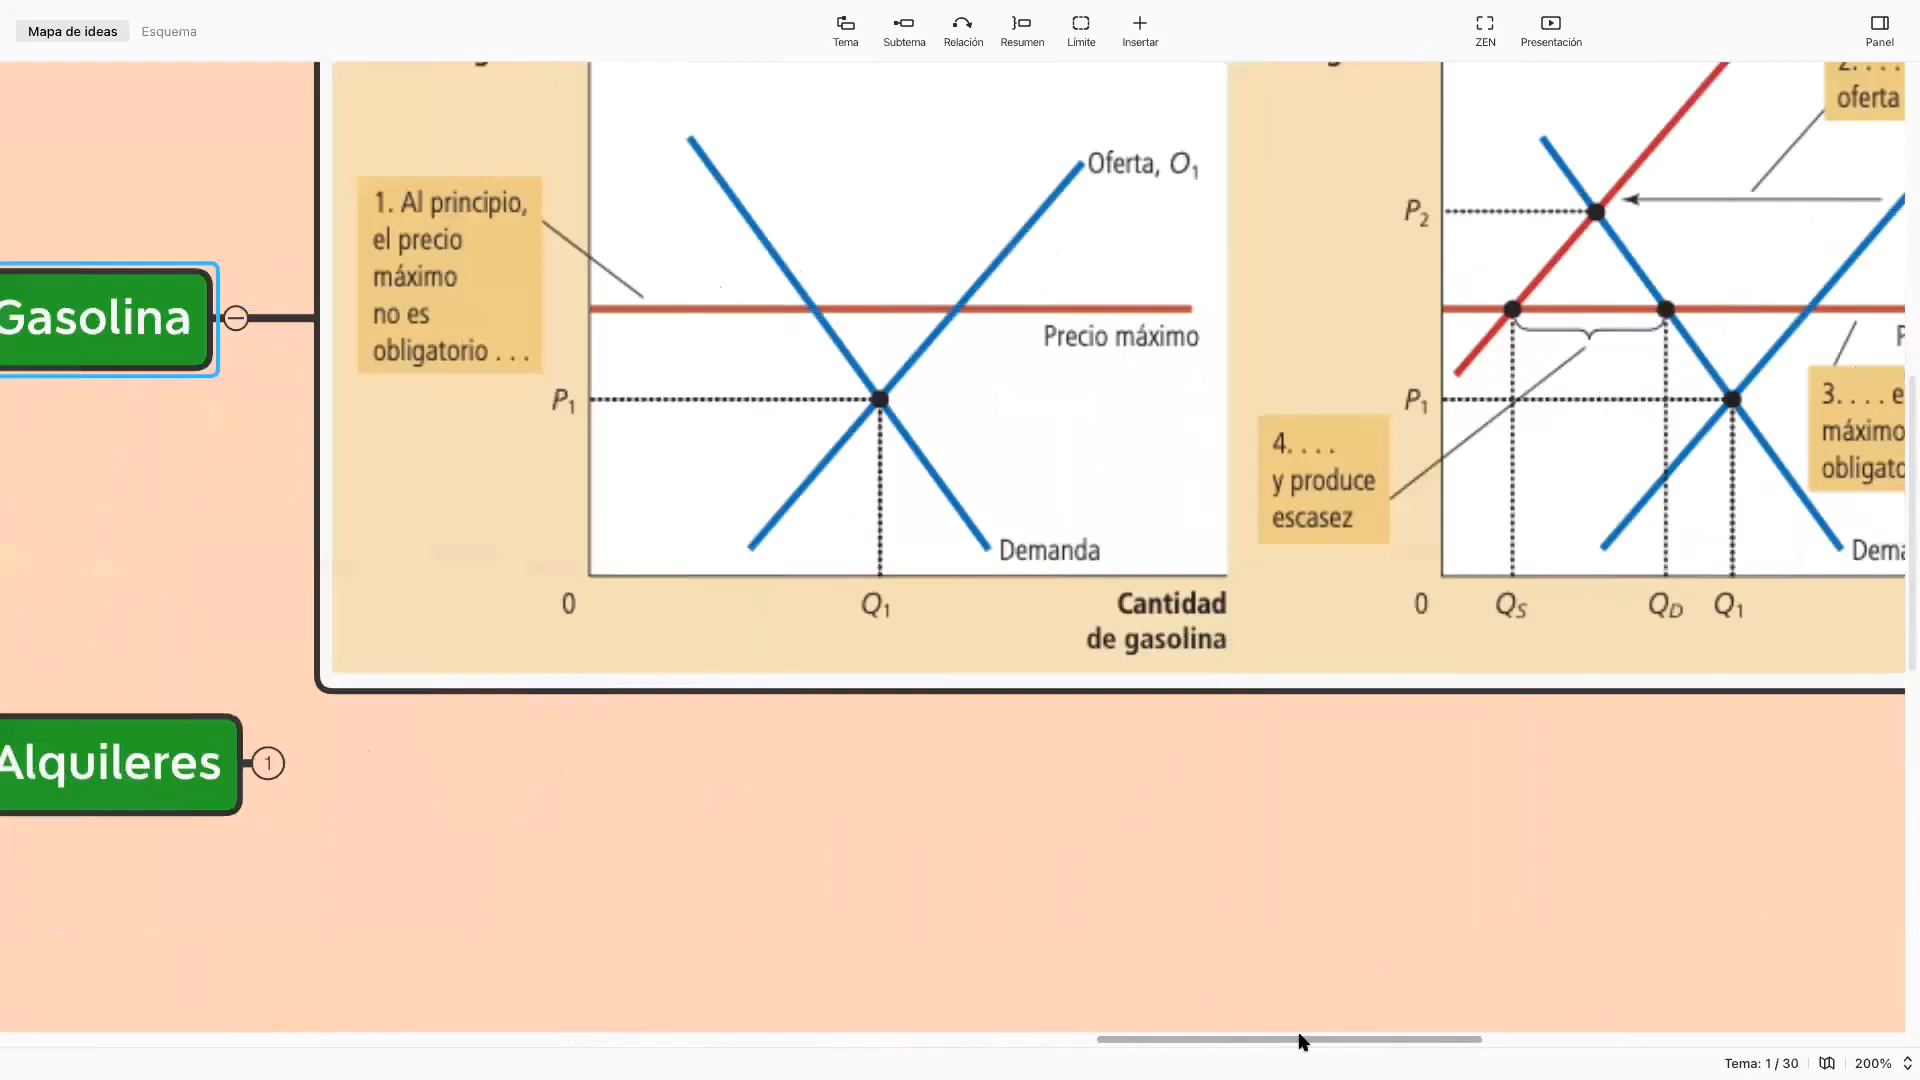 Mapa de ideas
Esquema
Tema
Subtema
Relación
Resumen
Límite
Insertar
ZEN
Presentación
Panel
Gasolina
1. Al principio,
el precio
máximo
no es
obligatorio . . .
Oferta, O1
Precio máximo
P1
Demanda
0
Q1
Cantidad
de gasolina
2. . . .
oferta
P2
P1
3. . . . e
máximo
obligato
4. . . .
y produce
escasez
Dema
0
QS
QD
Q1
Alquileres
1
Tema: 1 / 30
200%